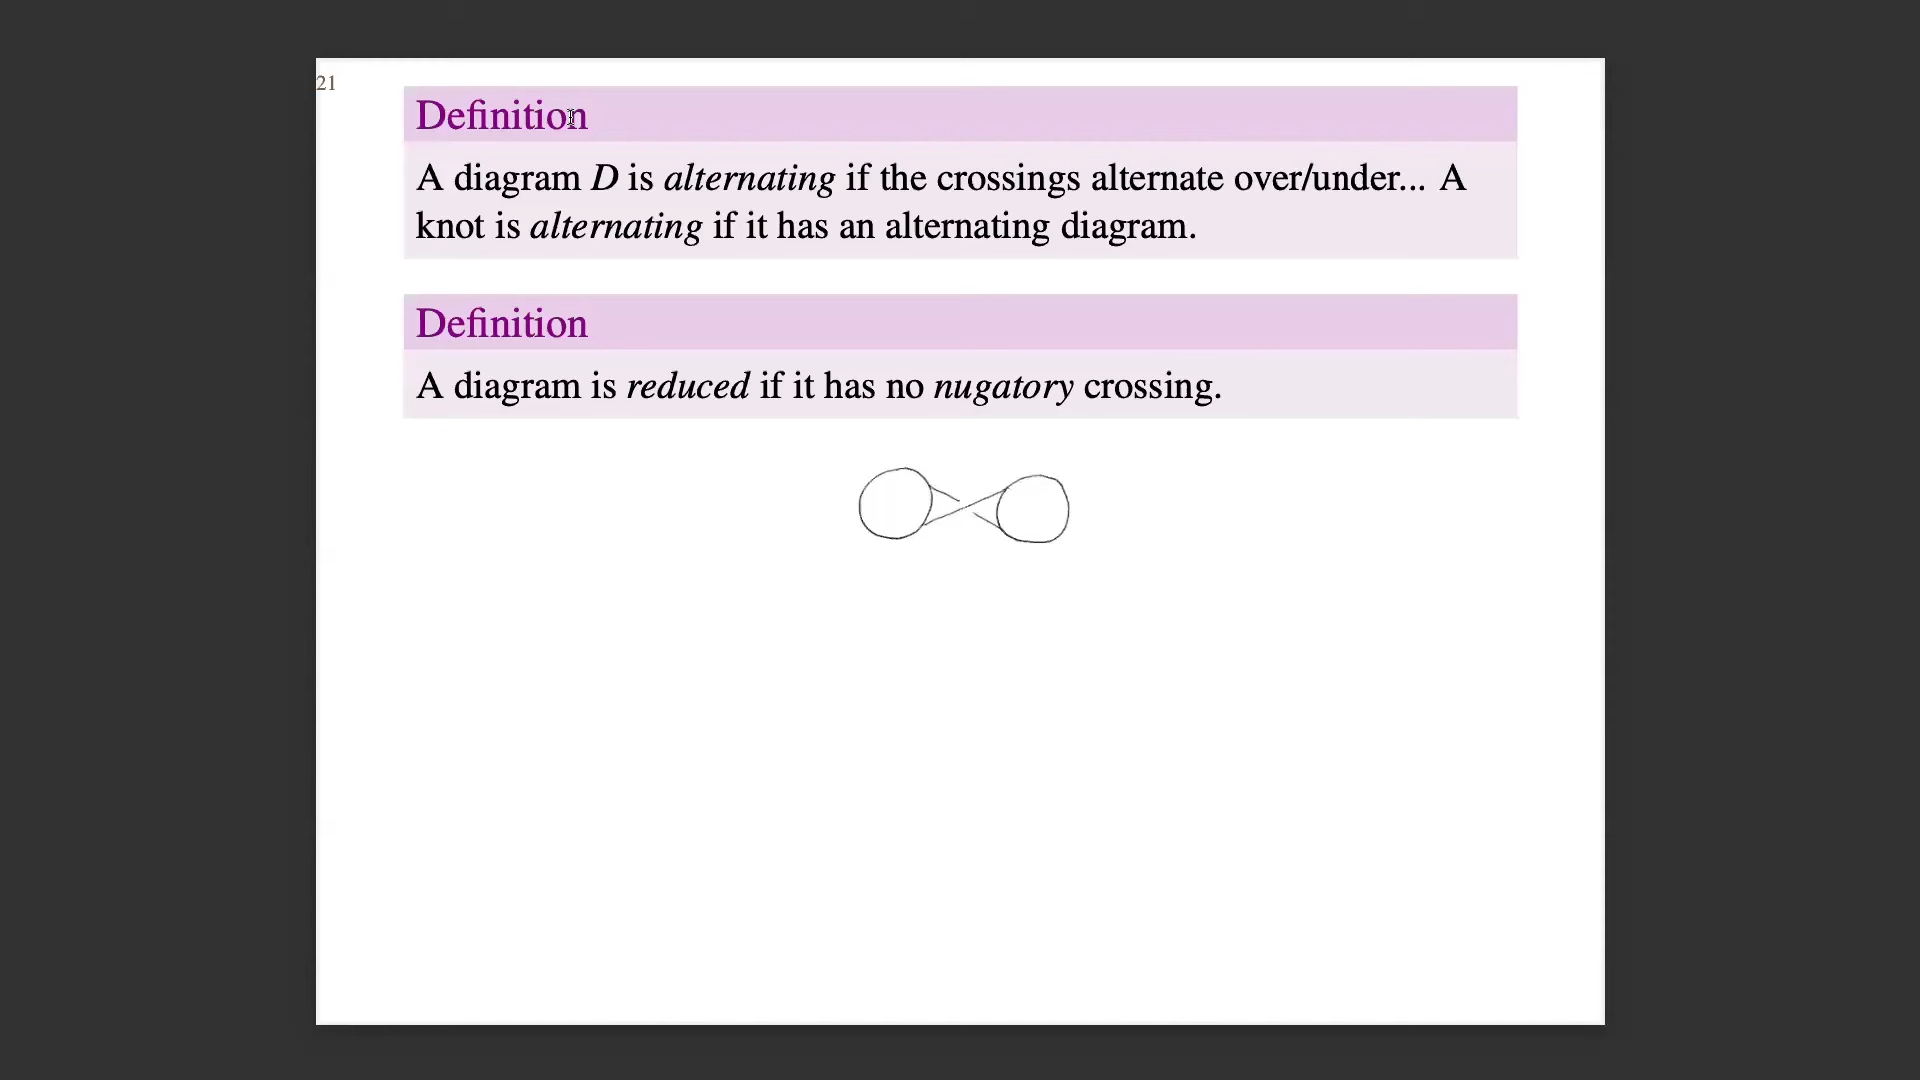 21
Definition
A diagram D is alternating if the crossings alternate over/under... A
knot is alternating if it has an alternating diagram.
Definition
A diagram is reduced if it has no nugatory crossing.